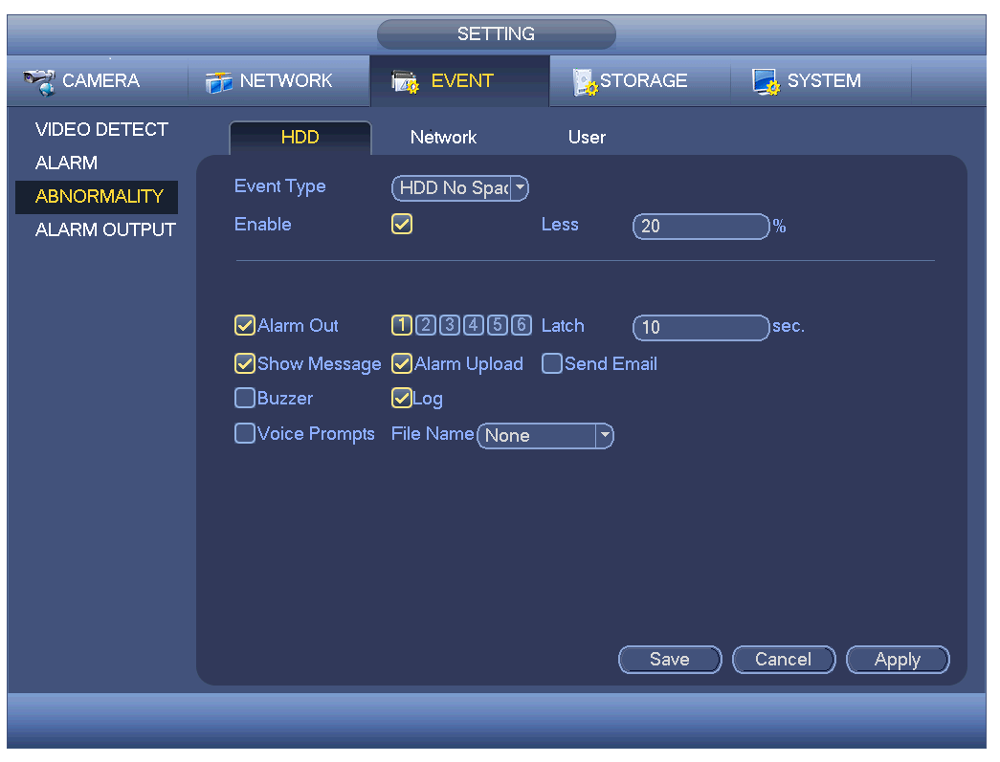 SETTING
CAMERA NETWORK EVENT STORAGE SYSTEM
VIDEO DETECT
ALARM
ABNORMALITY
ALARM OUTPUT
HDD Network User
Event Type HDD No Spac
Enable Less 20 %
Alarm Out 1 2 3 4 5 6 Latch 10 sec.
Show Message Alarm Upload Send Email
Buzzer Log
Voice Prompts File Name None
Save Cancel Apply